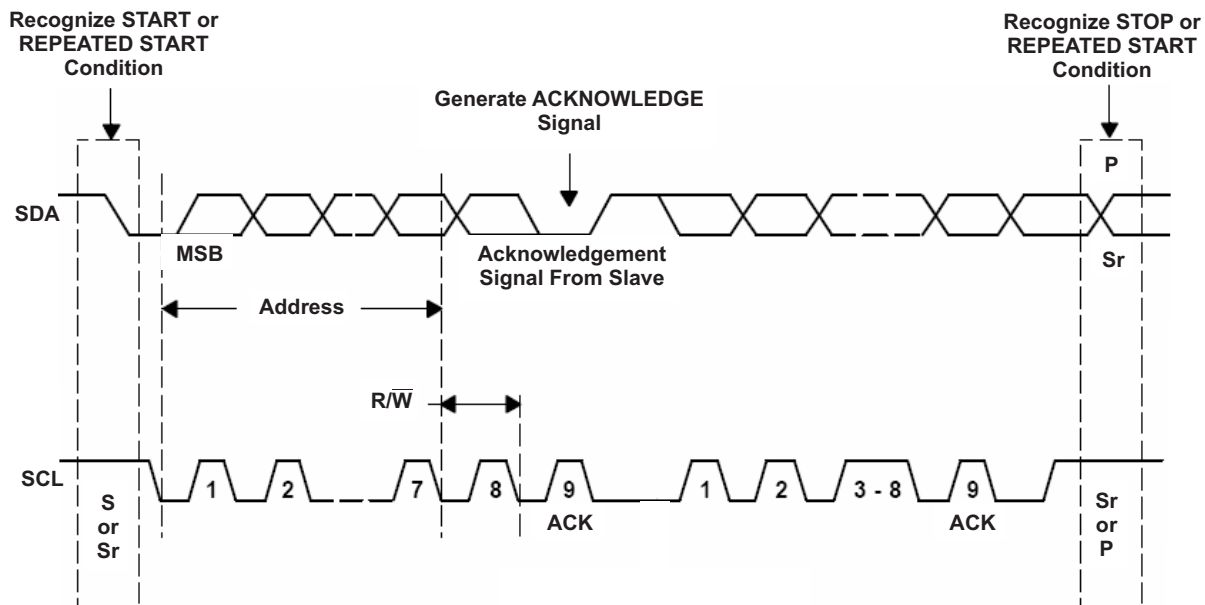 Recognize START or
REPEATED START
Condition
Recognize STOP or
REPEATED START
Condition
Generate ACKNOWLEDGE
Signal
P
SDA
MSB
Acknowledgement
Signal From Slave
Sr
Address
R/W̅
SCL
1
2
7
8
9
1
2
3 - 8
9
ACK
ACK
S
or
Sr
Sr
or
P